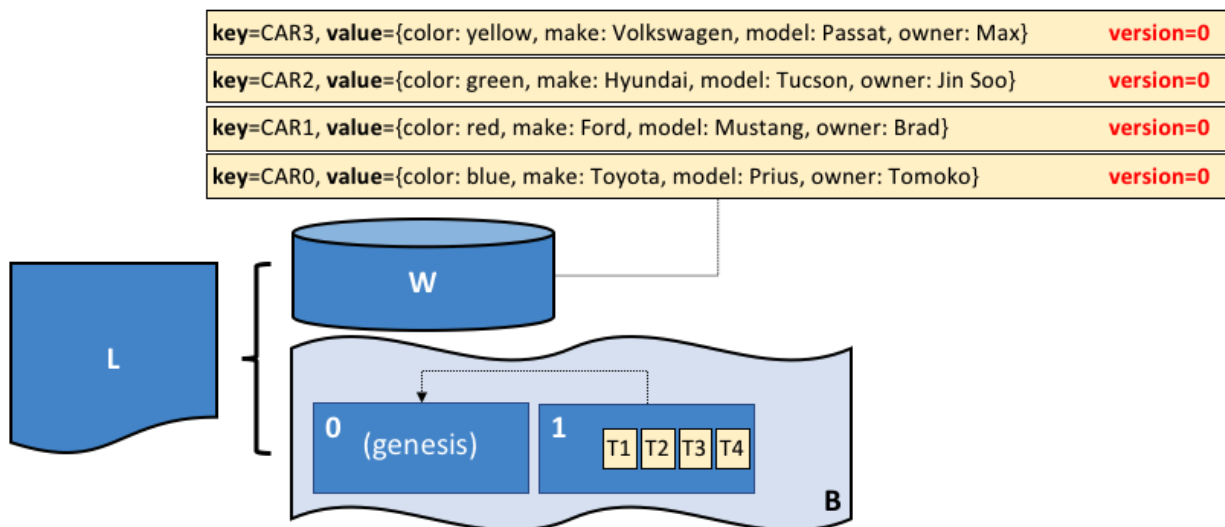 key=CAR3, value={color: yellow, make: Volkswagen, model: Passat, owner: Max} version=0
key=CAR2, value={color: green, make: Hyundai, model: Tucson, owner: Jin Soo} version=0
key=CAR1, value={color: red, make: Ford, model: Mustang, owner: Brad} version=0
key=CAR0, value={color: blue, make: Toyota, model: Prius, owner: Tomoko} version=0
W
L
0
(genesis)
1
T1 T2 T3 T4
B